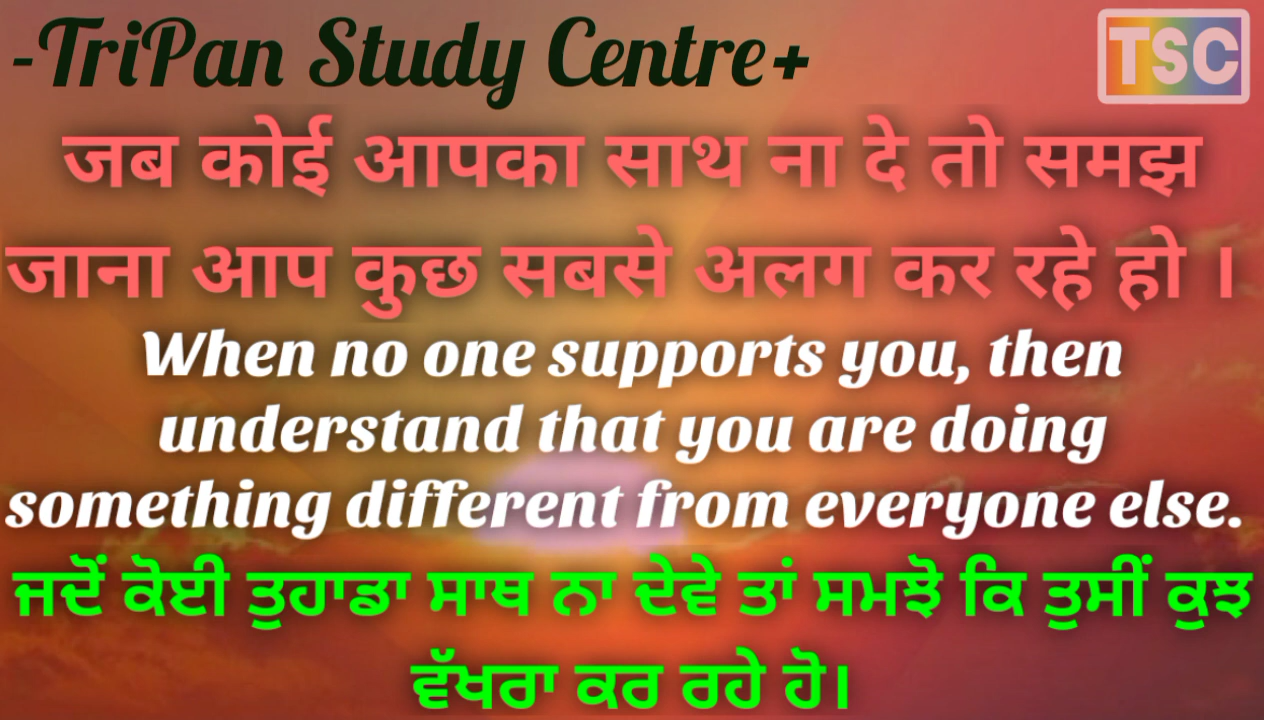 -TriPan Study Centre+
TSC
जब कोई आपका साथ ना दे तो समझ
जाना आप कुछ सबसे अलग कर रहे हो ।
When no one supports you, then
understand that you are doing
something different from everyone else.
ਜਦੋਂ ਕੋਈ ਤੁਹਾਡਾ ਸਾਥ ਨਾ ਦੇਵੇ ਤਾਂ ਸਮਝੋ ਕਿ ਤੁਸੀਂ ਕੁਝ
ਵੱਖਰਾ ਕਰ ਰਹੇ ਹੋ।